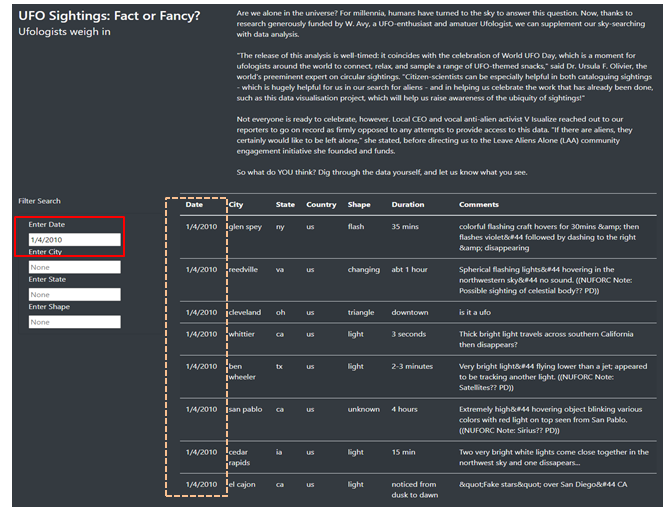 UFO Sightings: Fact or Fancy?
Ufologists weigh in
Are we alone in the universe? For millennia, humans have turned to the sky to answer this question. Now, thanks to
research generously funded by W. Avy, a UFO-enthusiast and amatuer Ufologist, we can supplement our sky-searching
with data analysis.
"The release of this analysis is well-timed: it coincides with the celebration of World UFO Day, which is a moment for
ufologists around the world to connect, relax, and sample a range of UFO-themed snacks," said Dr. Ursula F. Olivier, the
world's preeminent expert on circular sightings. "Citizen-scientists can be especially helpful in both cataloguing sightings
- which is hugely helpful for us in our search for aliens - and in helping us celebrate the work that has already been done,
such as this data visualisation project, which will help us raise awareness of the ubiquity of sightings!"
Not everyone is ready to celebrate, however. Local CEO and vocal anti-alien activist V Isualize reached out to our
reporters to go on record as firmly opposed to any attempts to provide access to this data. "If there are aliens, they
certainly would like to be left alone," she stated, before directing us to the Leave Aliens Alone (LAA) community
engagement initiative she founded and funds.
So what do YOU think? Dig through the data yourself, and let us know what you see.
Filter Search
Enter Date
1/4/2010
Enter City
None
Enter State
None
Enter Shape
None
Date City State Country Shape Duration Comments
1/4/2010 glen spey ny us flash 35 mins colorful flashing craft hovers for 30mins &amp; then
flashes violet&#44 followed by dashing to the right
&amp; disappearing
1/4/2010 reedville va us changing abt 1 hour Spherical flashing lights&#44 hovering in the
northwestern sky&#44 no sound. ((NUFORC Note:
Possible sighting of celestial body?? PD))
1/4/2010 cleveland oh us triangle downtown is it a ufo
1/4/2010 whittier ca us light 3 seconds Thick bright light travels across southern California
then disappears?
1/4/2010 ben tx us light 2-3 minutes Very bright light&#44 flying lower than a jet; appeared
wheeler to be tracking another light. ((NUFORC Note:
Satellites?? PD))
1/4/2010 san pablo ca us unknown 4 hours Extremely high&#44 hovering object blinking various
colors with red light on top seen from San Pablo.
((NUFORC Note: Sirius?? PD))
1/4/2010 cedar ia us light 15 min Two very bright white lights come close together in the
rapids northwest sky and one dissapears...
1/4/2010 el cajon ca us light noticed from &quot;Fake stars&quot; over San Diego&#44 CA
dusk to dawn